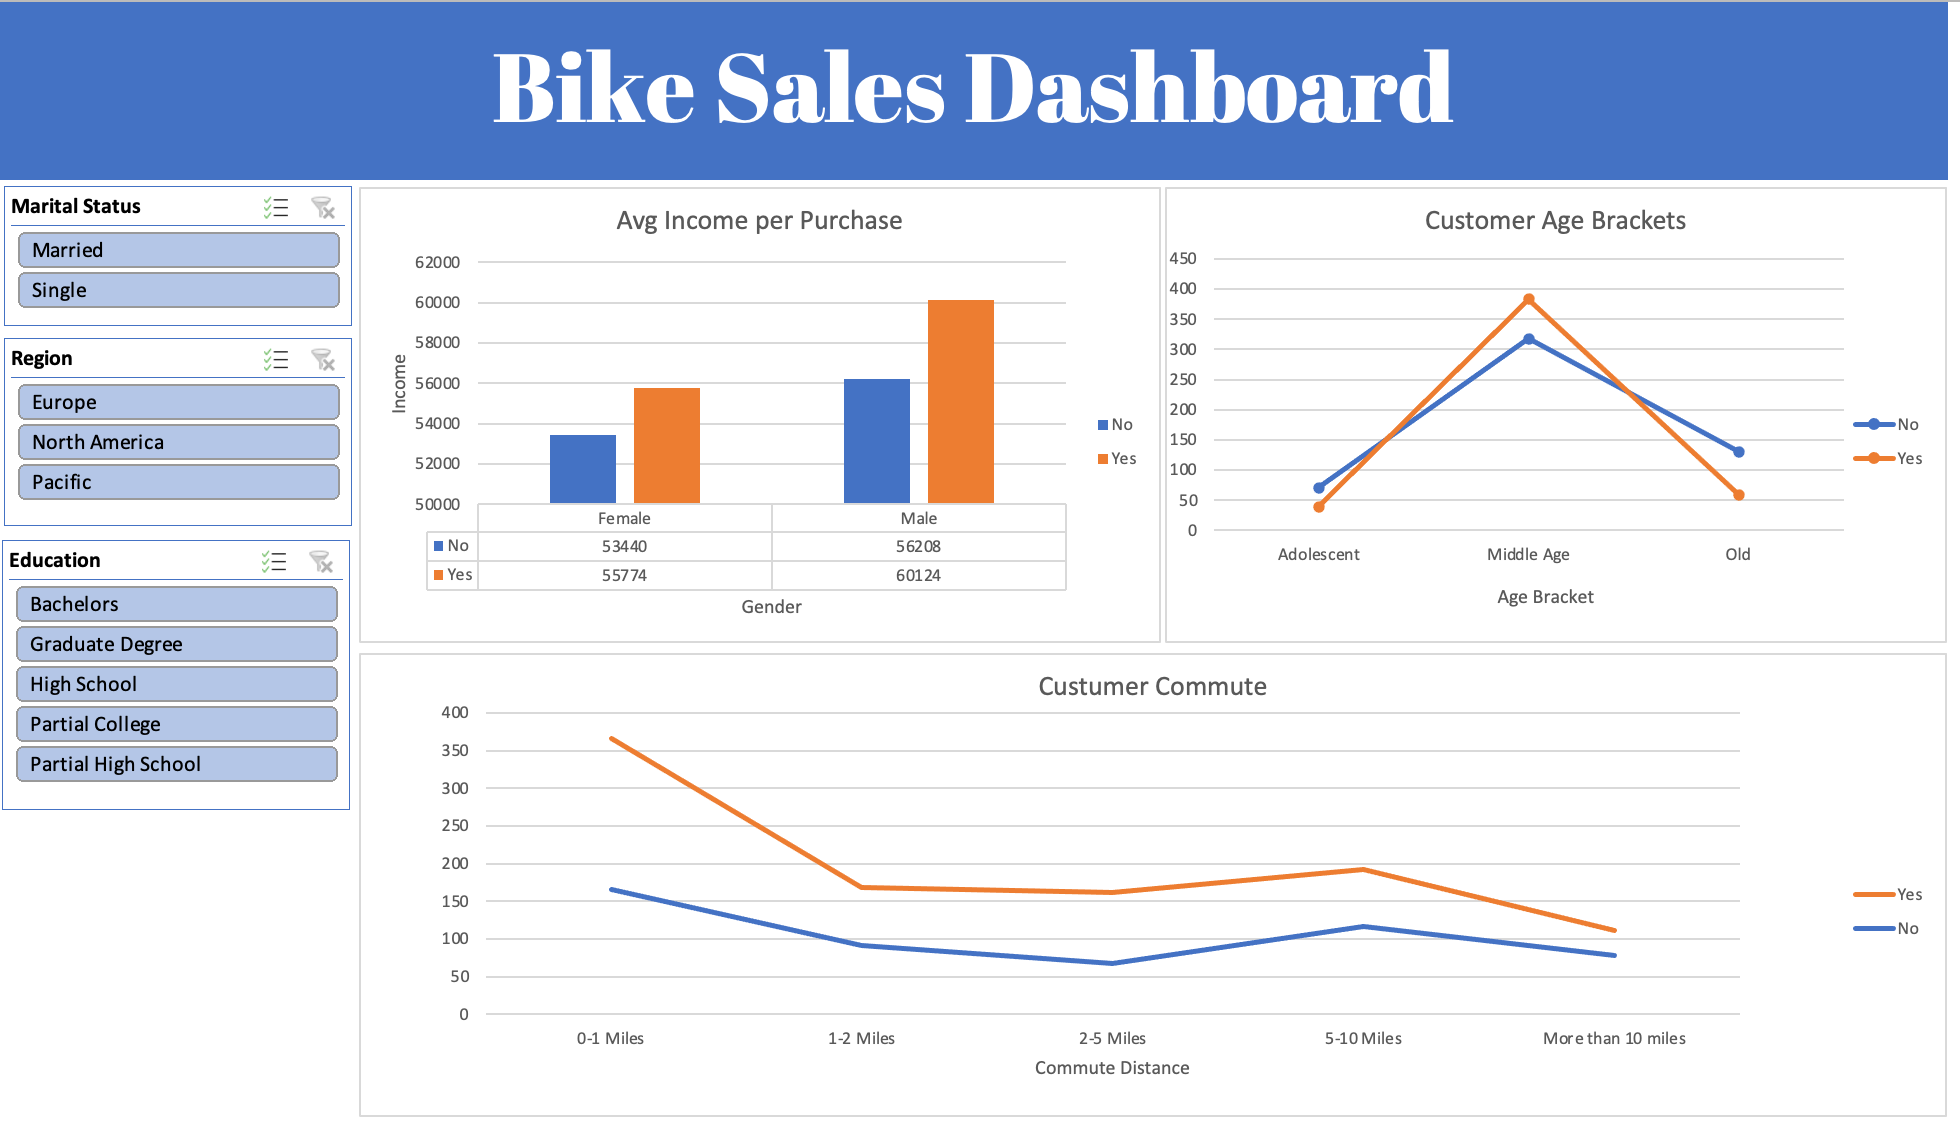 Bike Sales Dashboard
Marital Status
Married
Single
Region
Europe
North America
Pacific
Education
Bachelors
Graduate Degree
High School
Partial College
Partial High School
Avg Income per Purchase
62000
60000
58000
56000
54000
52000
50000
Income
Female Male
No 53440 56208
Yes 55774 60124
Gender
No
Yes
Customer Age Brackets
450
400
350
300
250
200
150
100
50
0
Adolescent Middle Age Old
Age Bracket
No
Yes
Custumer Commute
400
350
300
250
200
150
100
50
0
0-1 Miles 1-2 Miles 2-5 Miles 5-10 Miles More than 10 miles
Commute Distance
Yes
No